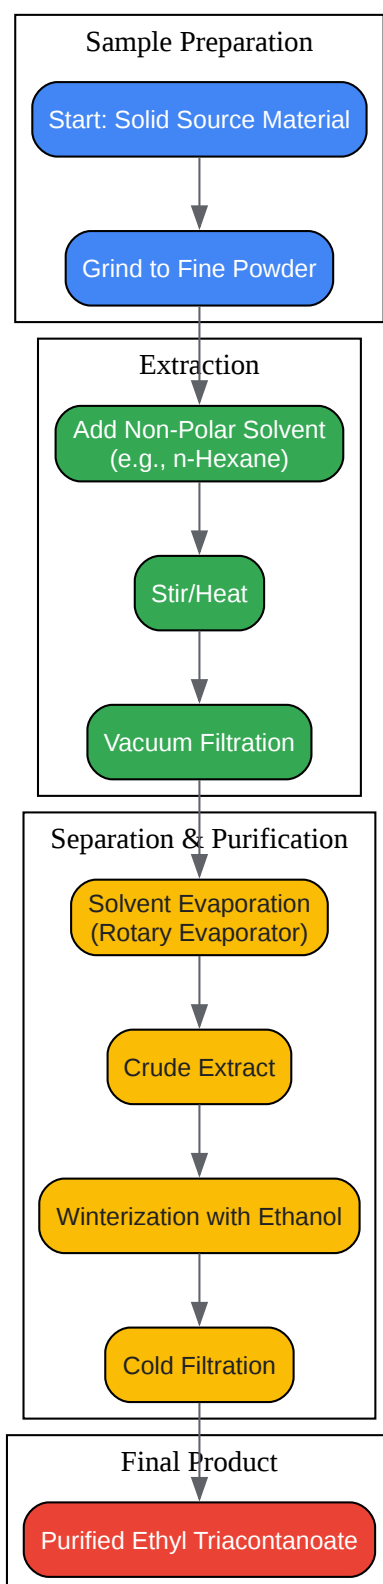 Sample Preparation
Start: Solid Source Material
Grind to Fine Powder
Extraction
Add Non-Polar Solvent
(e.g., n-Hexane)
Stir/Heat
Vacuum Filtration
Separation & Purification
Solvent Evaporation
(Rotary Evaporator)
Crude Extract
Winterization with Ethanol
Cold Filtration
Final Product
Purified Ethyl Triacontanoate